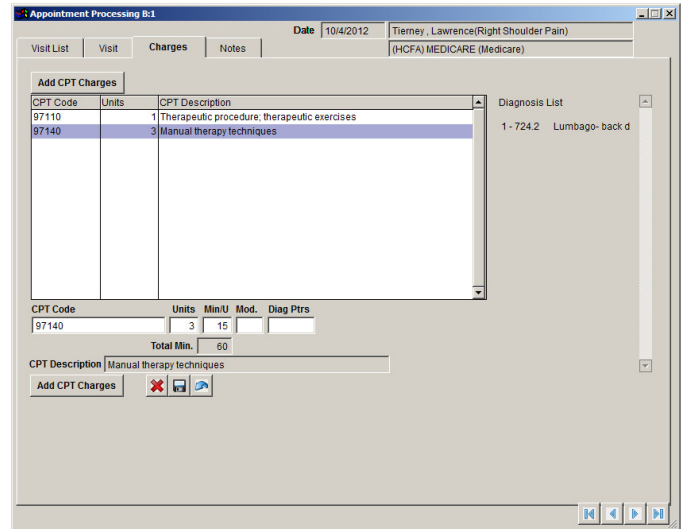 Appointment Processing B:1
Date 10/4/2012 Tierney , Lawrence(Right Shoulder Pain)
Visit List Visit Charges Notes (HCFA) MEDICARE (Medicare)
Add CPT Charges
CPT Code Units CPT Description Diagnosis List
97110 1 Therapeutic procedure; therapeutic exercises
97140 3 Manual therapy techniques 1 - 724.2 Lumbago- back d
CPT Code Units Min/U Mod. Diag Ptrs
97140 3 15
Total Min. 60
CPT Description Manual therapy techniques
Add CPT Charges